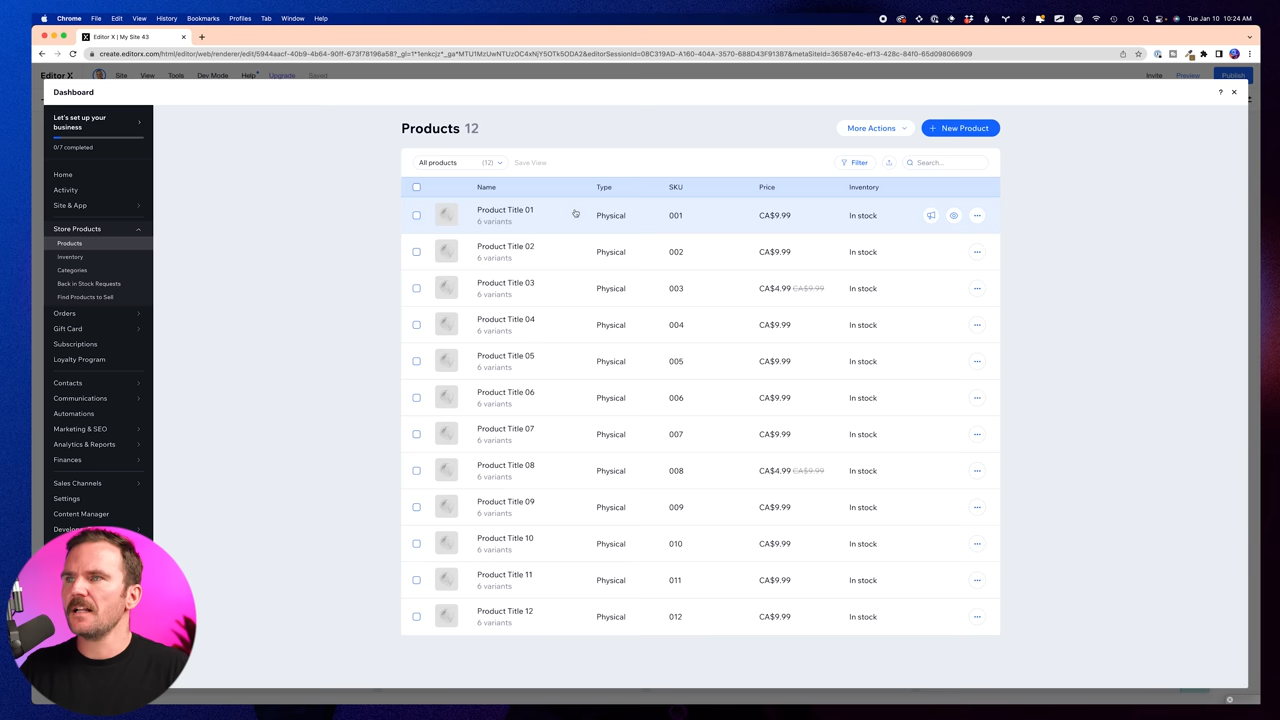 Chrome File Edit View History Bookmarks Profiles Tab Window Help Tue Jan 10 10:24 AM
Editor X | My Site 43
Editor X Site View Tools Dev Mode Help Upgrade Saved Invite Preview Publish
Dashboard
Let's set up your
business
0/7 completed
Home
Activity
Site & App
Store Products
Products
Inventory
Categories
Back in Stock Requests
Find Products to Sell
Orders
Gift Card
Subscriptions
Loyalty Program
Contacts
Communications
Automations
Marketing & SEO
Analytics & Reports
Finances
Sales Channels
Settings
Content Manager
Products 12 More Actions + New Product
All products (12) Save View Filter Search...
Name Type SKU Price Inventory
Product Title 01
6 variants Physical 001 CA$9.99 In stock
Product Title 02
6 variants Physical 002 CA$9.99 In stock
Product Title 03
6 variants Physical 003 CA$4.99 CA$9.99 In stock
Product Title 04
6 variants Physical 004 CA$9.99 In stock
Product Title 05
6 variants Physical 005 CA$9.99 In stock
Product Title 06
6 variants Physical 006 CA$9.99 In stock
Product Title 07
6 variants Physical 007 CA$9.99 In stock
Product Title 08
6 variants Physical 008 CA$4.99 CA$9.99 In stock
Product Title 09
6 variants Physical 009 CA$9.99 In stock
Product Title 10
6 variants Physical 010 CA$9.99 In stock
Product Title 11
6 variants Physical 011 CA$9.99 In stock
Product Title 12
6 variants Physical 012 CA$9.99 In stock